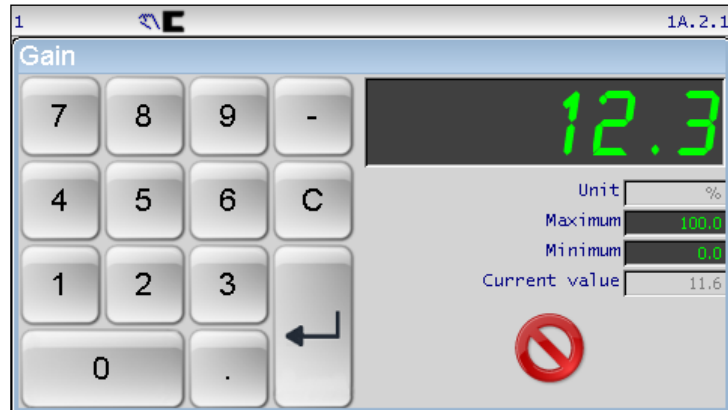 1 1A.2.1
Gain
7 8 9 -
12.3
4 5 6 C
Unit %
Maximum 100.0
Minimum 0.0
1 2 3
Current value 11.6
0 .